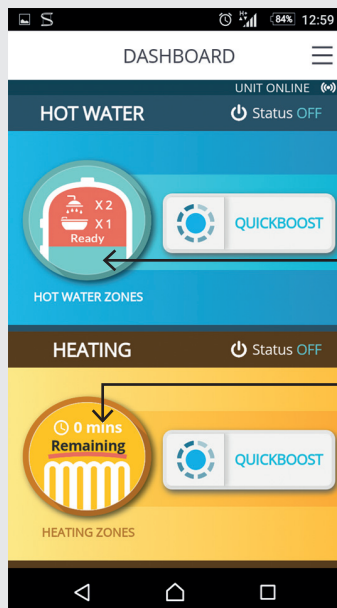 84% 12:59
DASHBOARD
UNIT ONLINE
HOT WATER
Status OFF
X 2
X 1
Ready
QUICKBOOST
HOT WATER ZONES
HEATING
Status OFF
0 mins
Remaining
QUICKBOOST
HEATING ZONES